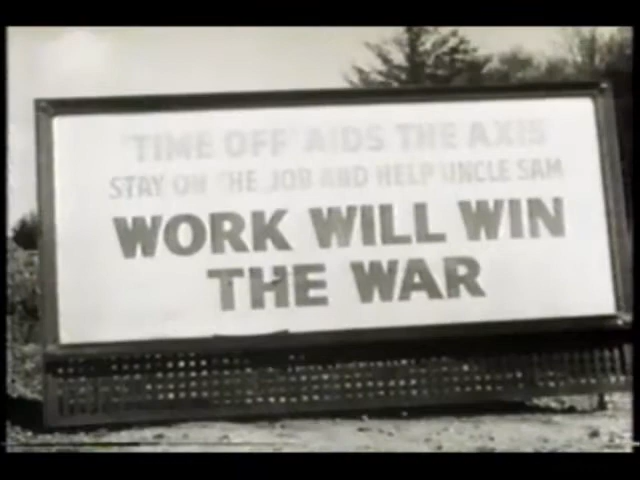 'TIME OFF' AIDS THE AXIS
STAY ON THE JOB AND HELP UNCLE SAM
WORK WILL WIN
THE WAR